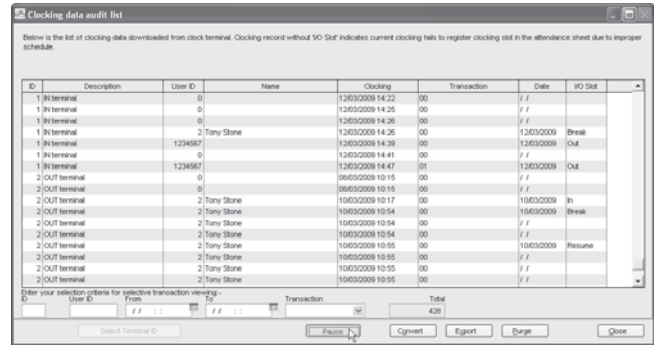 Clocking data audit list
Below is the list of clocking data downloaded from clock terminal. Clocking record without 'I/O Slot' indicates current clocking fails to register clocking slot in the attendance sheet due to improper
schedule.
ID Description User ID Name Clocking Transaction Date I/O Slot
1 IN terminal 0 12/03/2009 14:22 00 / /
1 IN terminal 0 12/03/2009 14:25 00 / /
1 IN terminal 0 12/03/2009 14:26 00 / /
1 IN terminal 2 Tony Stone 12/03/2009 14:26 00 12/03/2009 Break
1 IN terminal 1234567 12/03/2009 14:39 00 12/03/2009 Out
1 IN terminal 0 12/03/2009 14:41 00 / /
1 IN terminal 1234567 12/03/2009 14:47 01 12/03/2009 Out
2 OUT terminal 0 08/03/2009 10:15 00 / /
2 OUT terminal 0 08/03/2009 10:15 00 / /
2 OUT terminal 2 Tony Stone 10/03/2009 10:17 00 10/03/2009 In
2 OUT terminal 2 Tony Stone 10/03/2009 10:54 00 10/03/2009 Break
2 OUT terminal 2 Tony Stone 10/03/2009 10:54 00 / /
2 OUT terminal 2 Tony Stone 10/03/2009 10:54 00 / /
2 OUT terminal 2 Tony Stone 10/03/2009 10:55 00 10/03/2009 Resume
2 OUT terminal 2 Tony Stone 10/03/2009 10:55 00 / /
2 OUT terminal 2 Tony Stone 10/03/2009 10:55 00 / /
2 OUT terminal 2 Tony Stone 10/03/2009 10:55 00 / /
Enter your selection criteria for selective transaction viewing:-
ID User ID From To Transaction Total
/ / : : / / : : 428
Select Terminal ID Pause Convert Export Purge Close